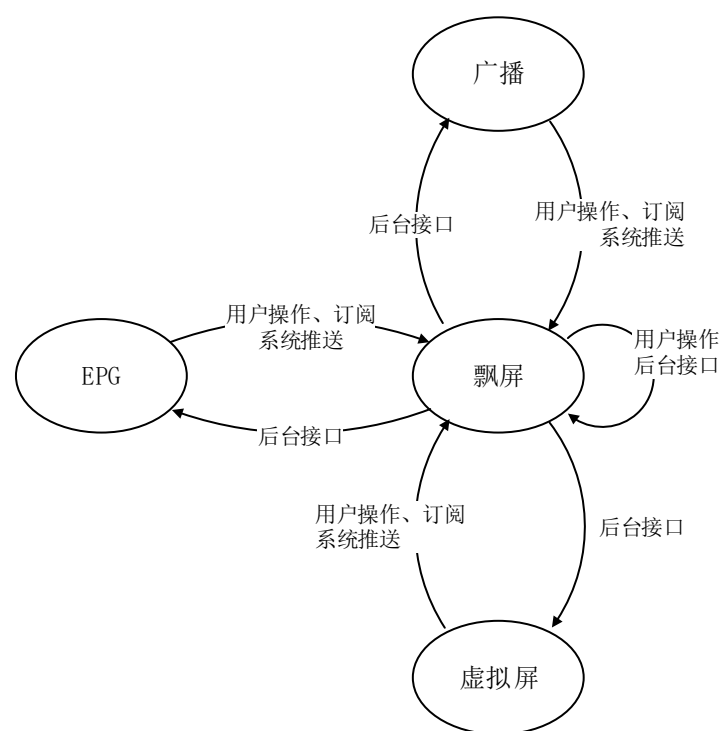 广播
后台接口
用户操作、订阅
系统推送
用户操作、订阅
系统推送
EPG
飘屏
用户操作
后台接口
后台接口
用户操作、订阅
系统推送
后台接口
虚拟屏